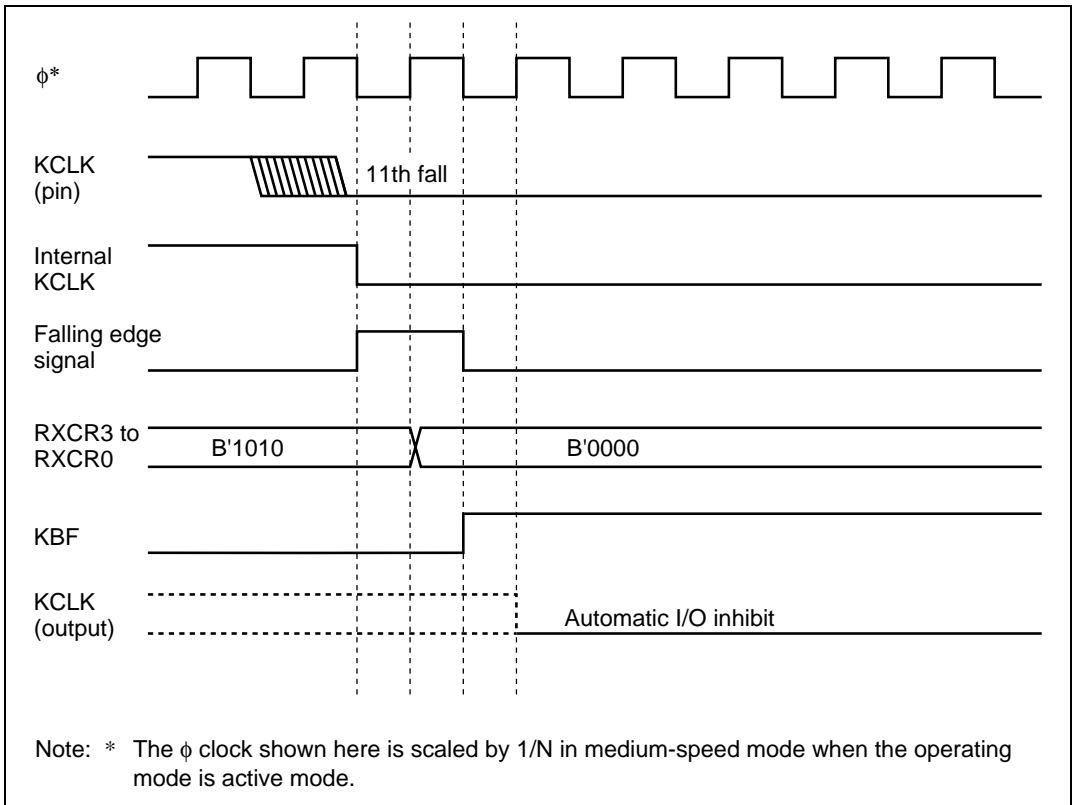 ϕ*
KCLK
(pin)
11th fall
Internal
KCLK
Falling edge
signal
RXCR3 to
RXCR0
B'1010
B'0000
KBF
KCLK
(output)
Automatic I/O inhibit
Note: * The ϕ clock shown here is scaled by 1/N in medium-speed mode when the operating
mode is active mode.